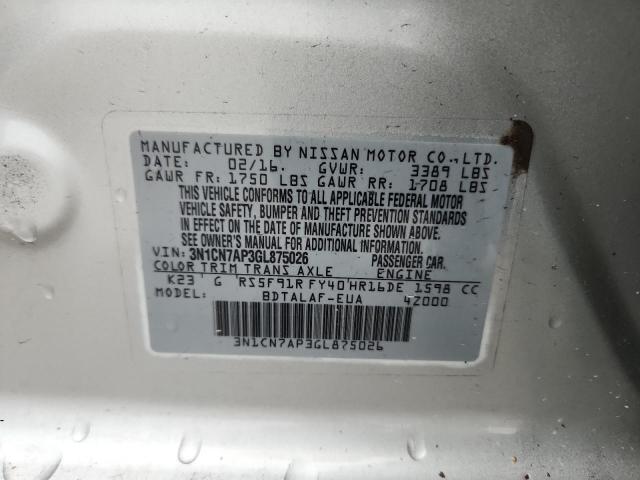 MANUFACTURED BY NISSAN MOTOR CO.,LTD.
DATE: 02/16. GVWR: 3389 LBS
GAWR FR: 1750 LBS GAWR RR: 1708 LBS
THIS VEHICLE CONFORMS TO ALL APPLICABLE FEDERAL MOTOR
VEHICLE SAFETY, BUMPER AND THEFT PREVENTION STANDARDS
IN EFFECT ON THE DATE OF MANUFACTURE SHOWN ABOVE.
SEE OWNER'S MANUAL FOR ADDITIONAL INFORMATION.
VIN: 3N1CN7AP3GL875026 PASSENGER CAR.
COLOR TRIM TRANS AXLE ENGINE
K23 G RS5F91R FY40 HR16DE 1598 CC
MODEL: BDTALAF-EUA 4Z000
3N1CN7AP3GL875026